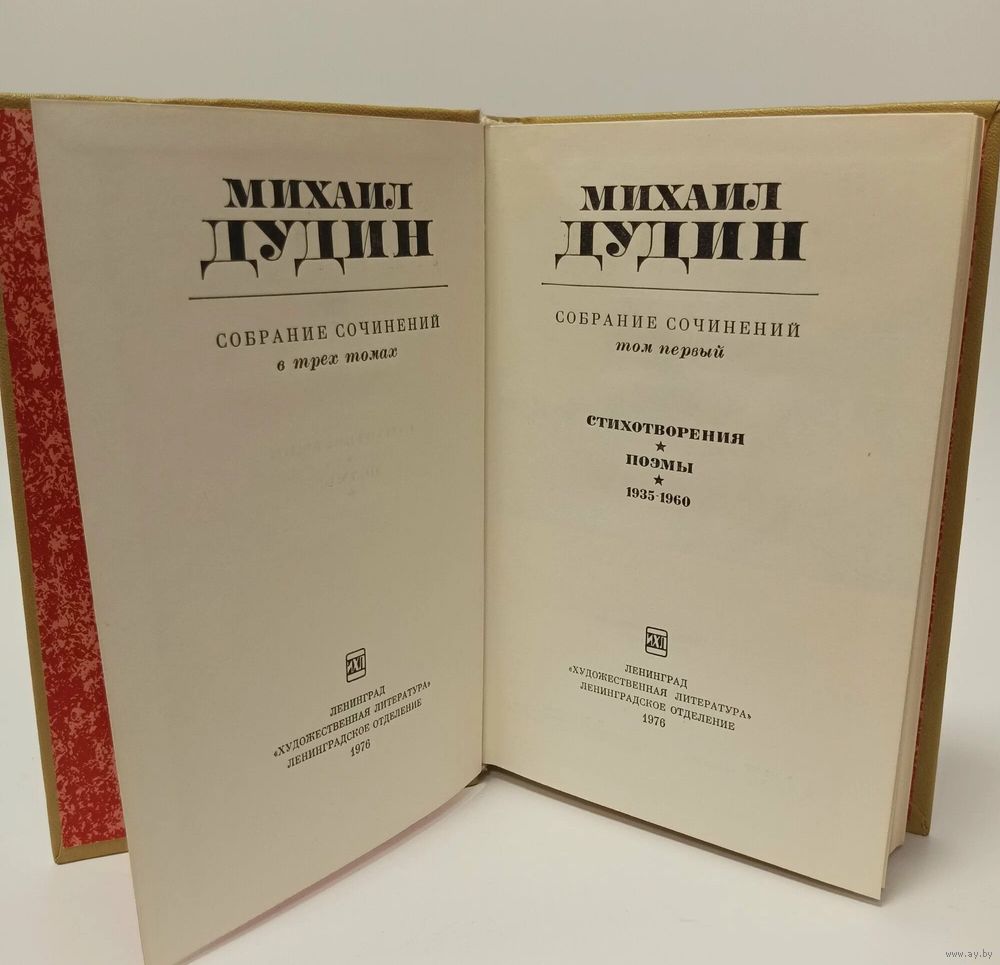 МИХАИЛ
ДУДИН
СОБРАНИЕ СОЧИНЕНИЙ
в трех томах
ЛЕНИНГРАД
«ХУДОЖЕСТВЕННАЯ ЛИТЕРАТУРА»
ЛЕНИНГРАДСКОЕ ОТДЕЛЕНИЕ
1976
МИХАИЛ
ДУДИН
СОБРАНИЕ СОЧИНЕНИЙ
том первый
СТИХОТВОРЕНИЯ
★
ПОЭМЫ
★
1935-1960
ЛЕНИНГРАД
«ХУДОЖЕСТВЕННАЯ ЛИТЕРАТУРА»
ЛЕНИНГРАДСКОЕ ОТДЕЛЕНИЕ
1976
www.ay.by